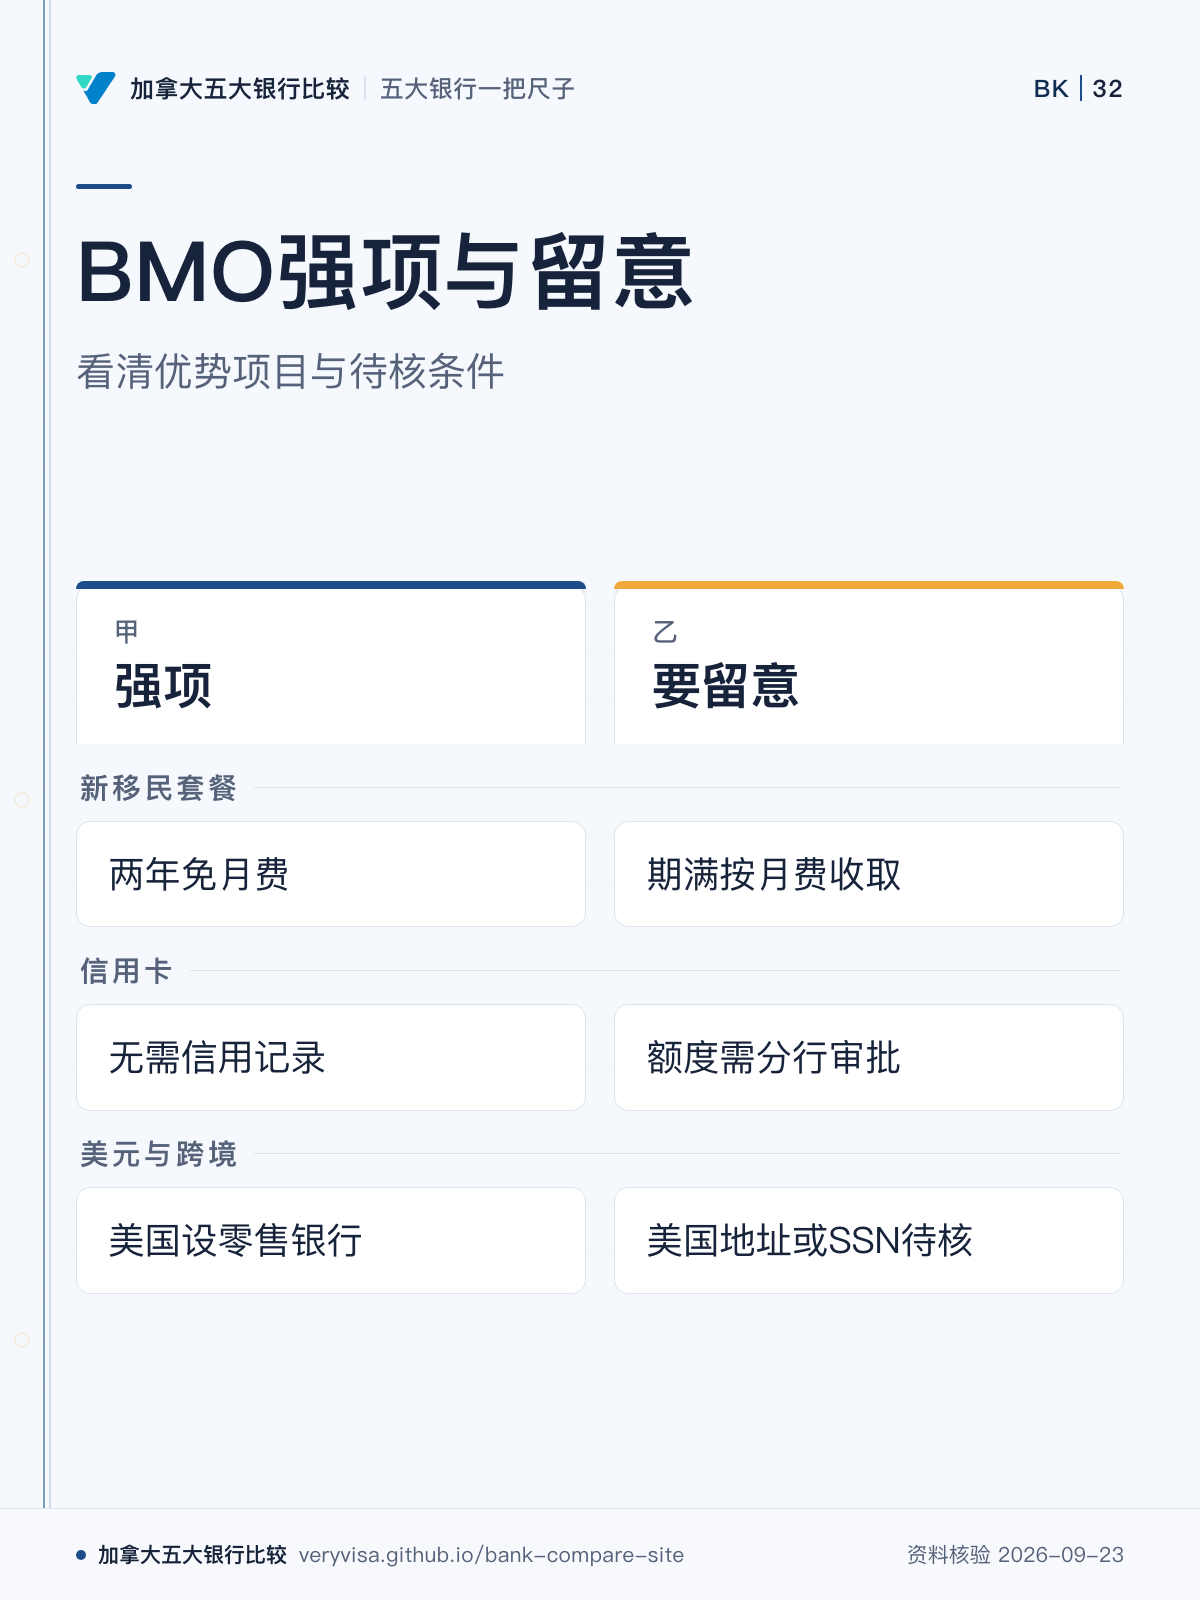 加拿大五大银行比较 五大银行一把尺子
BK 32
BMO强项与留意
看清优势项目与待核条件
甲
强项
乙
要留意
新移民套餐
两年免月费
期满按月费收取
信用卡
无需信用记录
额度需分行审批
美元与跨境
美国设零售银行
美国地址或SSN待核
加拿大五大银行比较 veryvisa.github.io/bank-compare-site
资料核验 2026-09-23